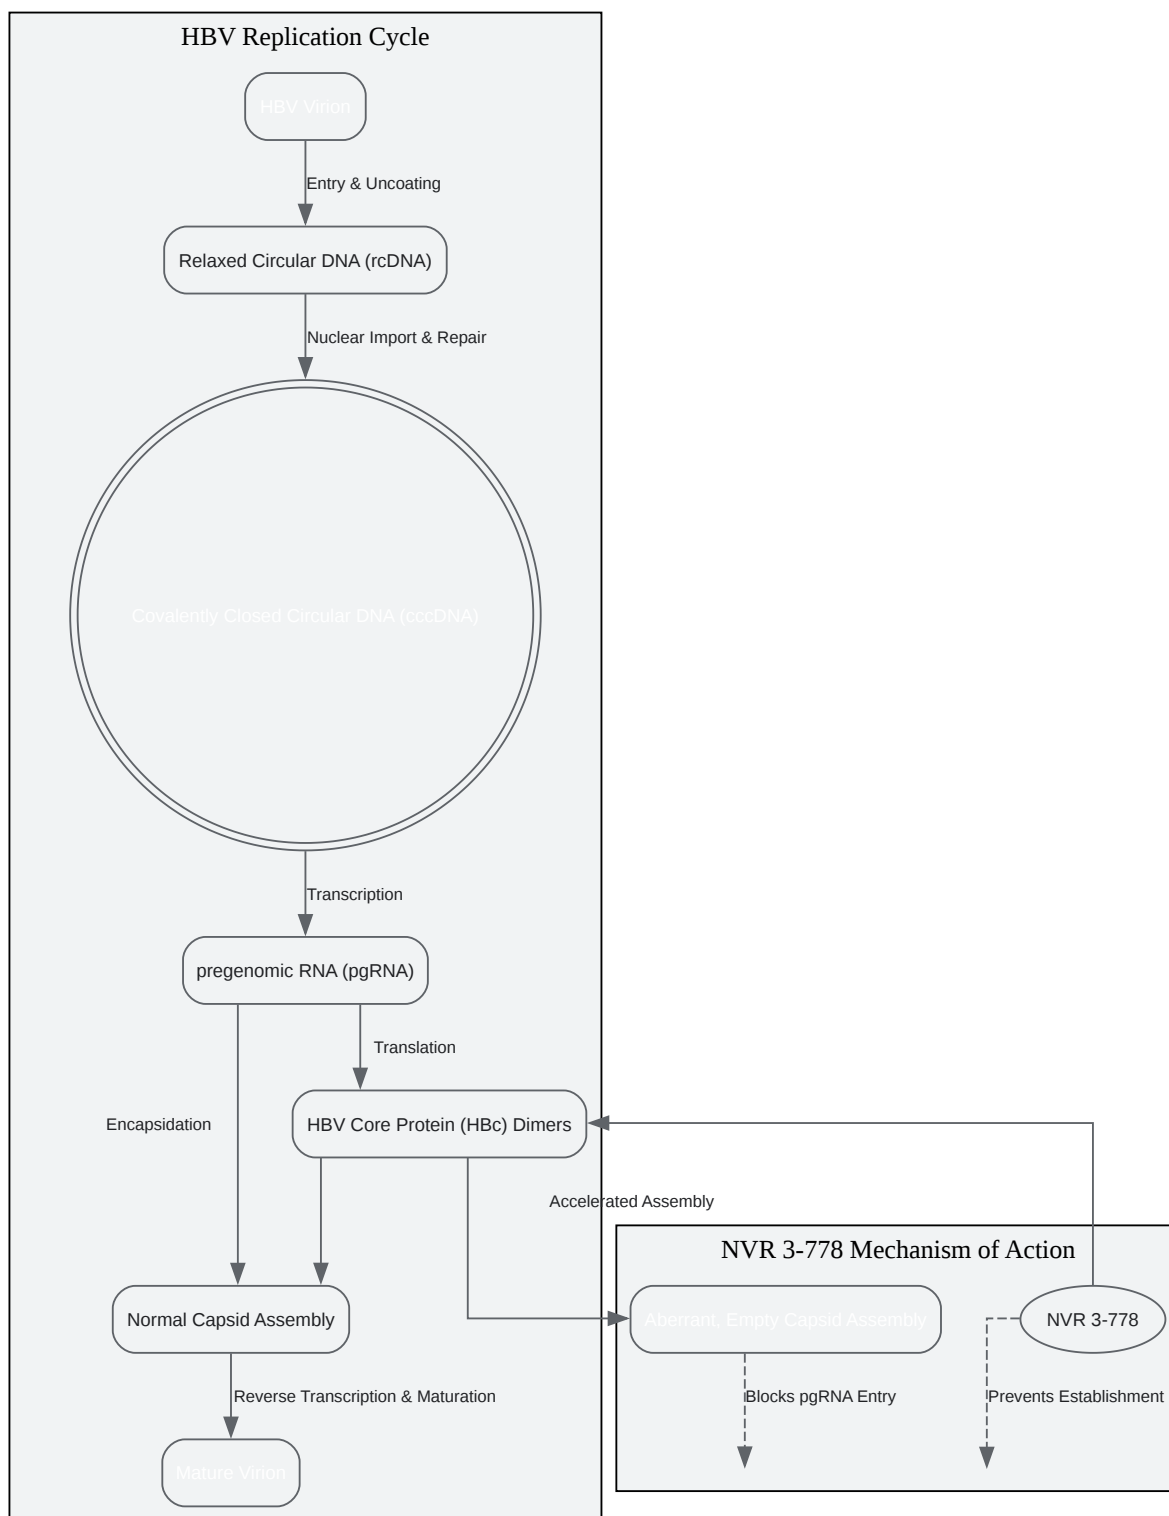 HBV Replication Cycle
HBV Virion
Entry & Uncoating
Relaxed Circular DNA (rcDNA)
Nuclear Import & Repair
Covalently Closed Circular DNA (cccDNA)
Transcription
pregenomic RNA (pgRNA)
Translation
Encapsidation
HBV Core Protein (HBc) Dimers
Accelerated Assembly
NVR 3-778 Mechanism of Action
Normal Capsid Assembly
Aberrant, Empty Capsid Assembly
NVR 3-778
Reverse Transcription & Maturation
Blocks pgRNA Entry
Prevents Establishment
Mature Virion